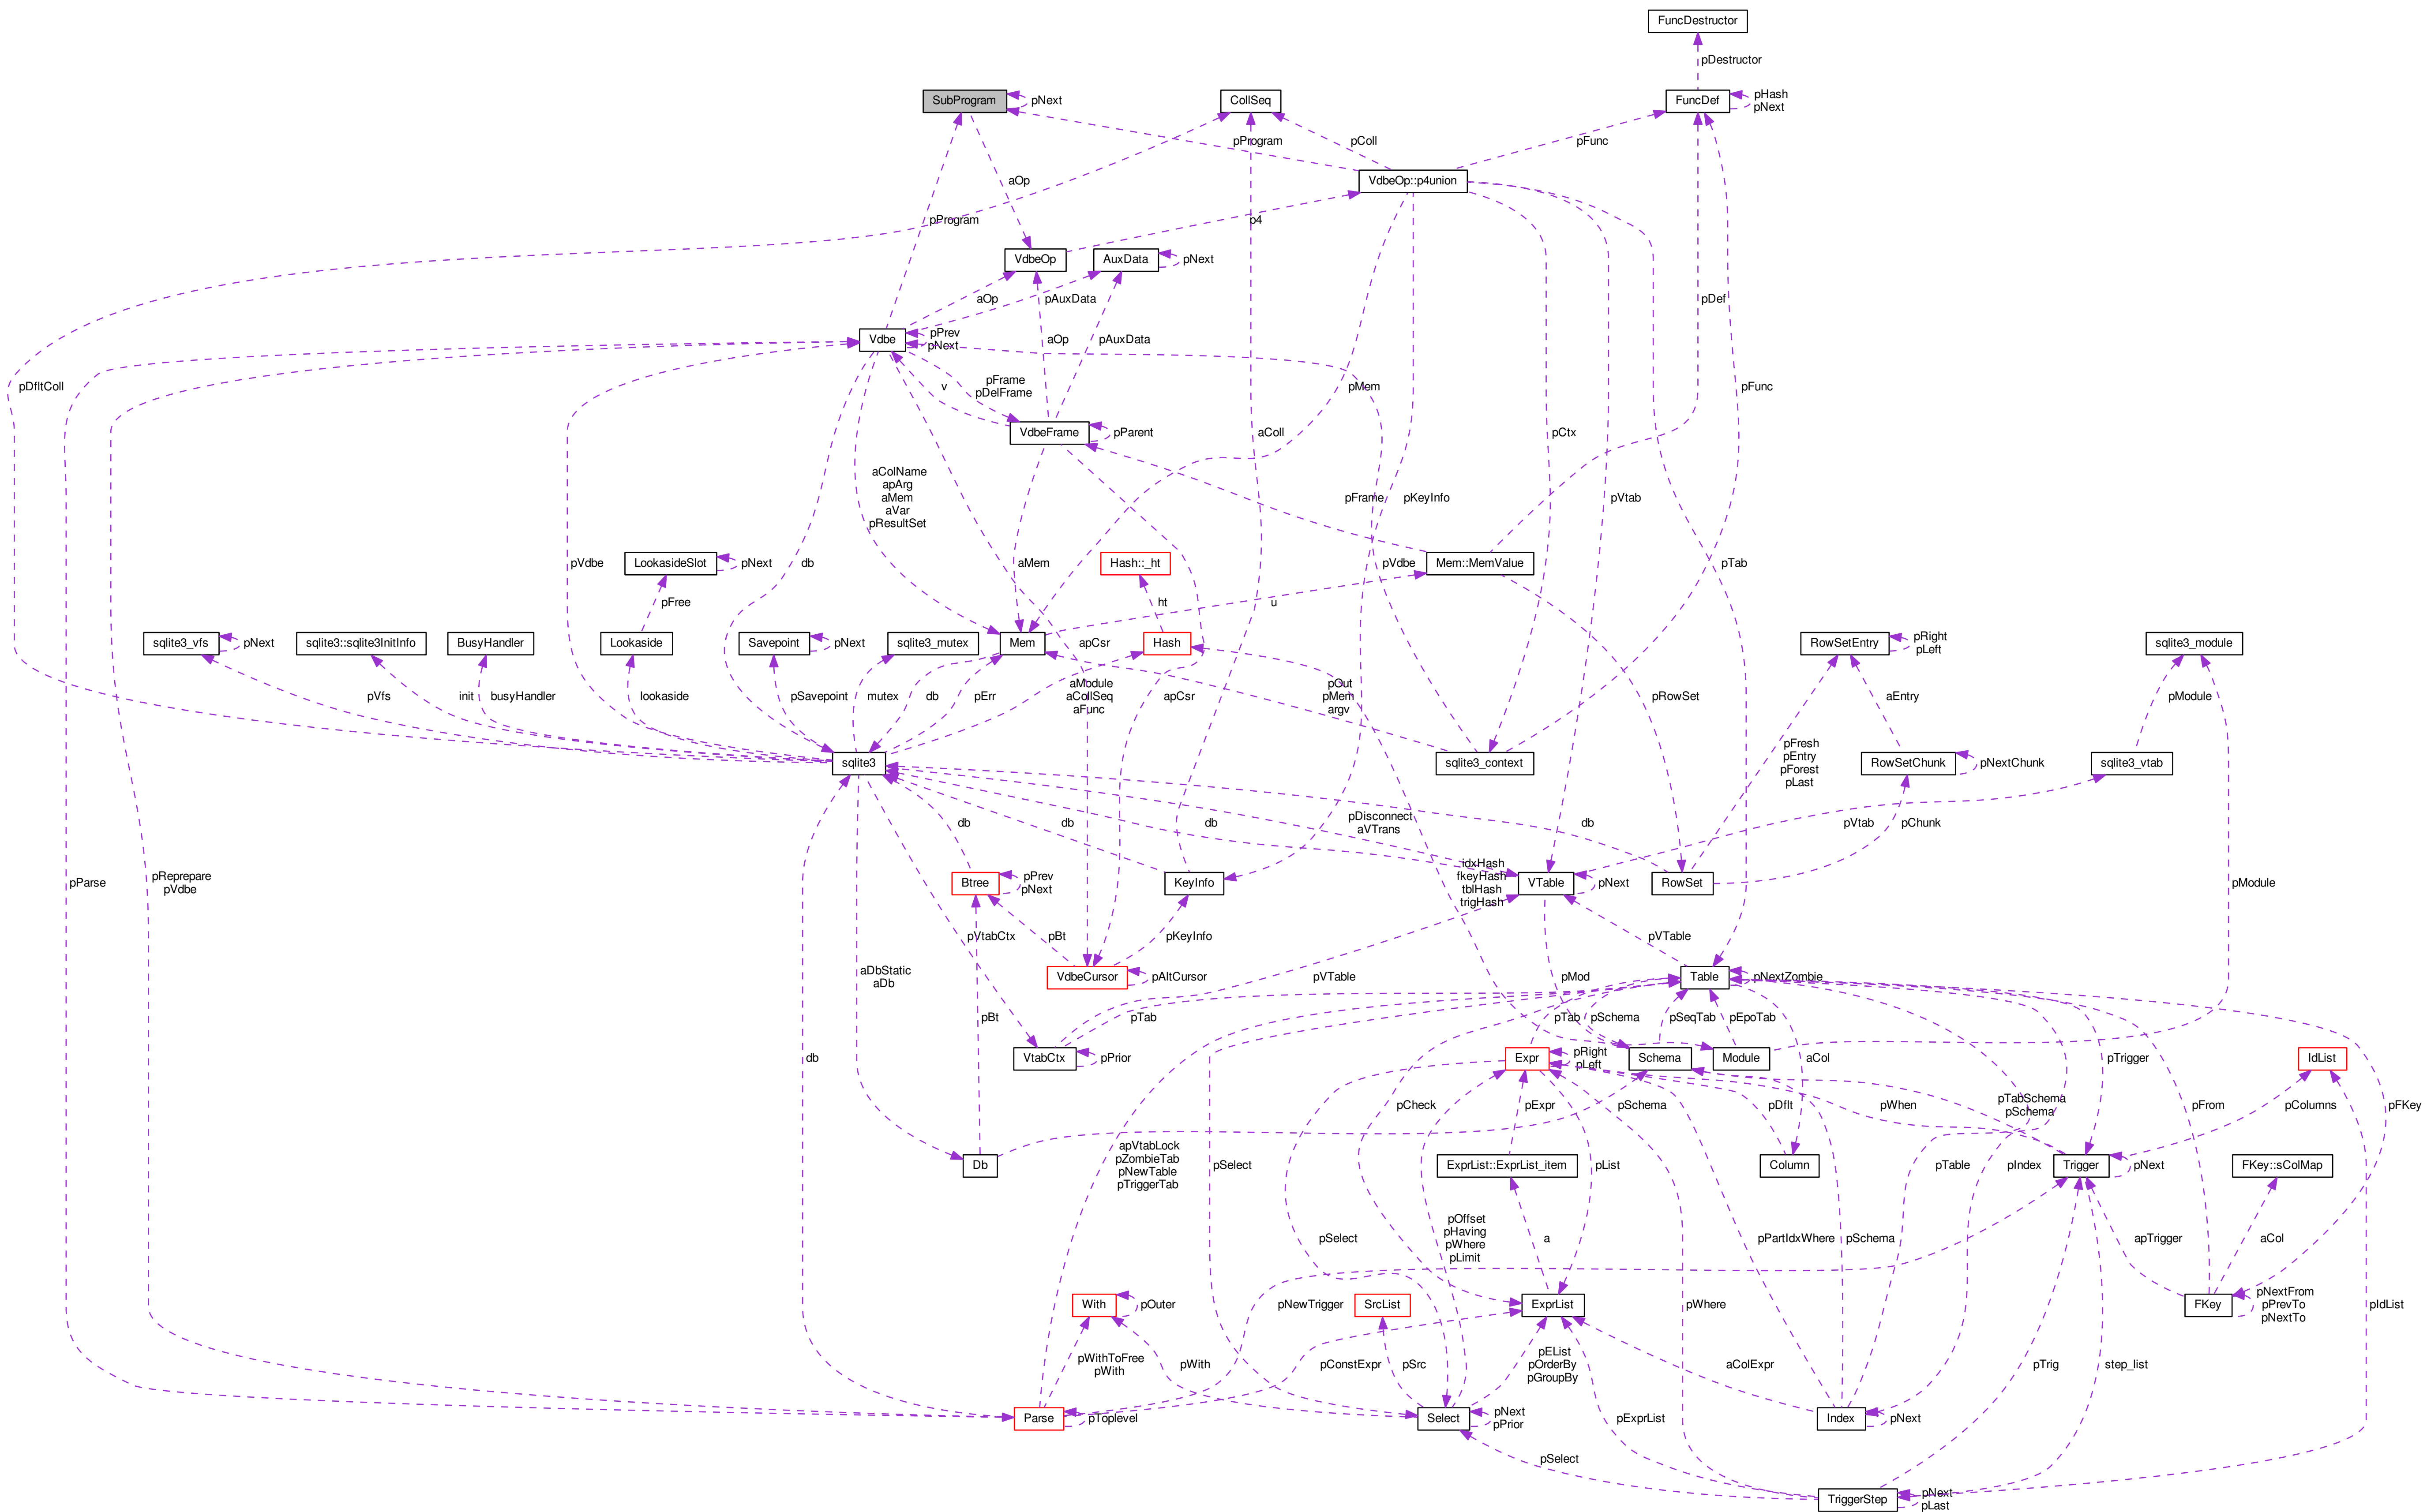 FuncDestructor
pDestructor
SubProgram
pNext
CollSeq
FuncDef
pHash
pNext
pProgram
pColl
pFunc
aOp
VdbeOp::p4union
pProgram
p4
VdbeOp
AuxData
pNext
aOp
pAuxData
pDef
Vdbe
pPrev
pNext
aOp
pAuxData
pDfltColl
v
pFrame
pDelFrame
pMem
pFunc
VdbeFrame
pParent
aColl
pCtx
aColName
apArg
aMem
aVar
pResultSet
pFrame
pKeyInfo
pVtab
LookasideSlot
pNext
pVdbe
db
aMem
Hash::_ht
pVdbe
Mem::MemValue
pTab
pFree
ht
u
sqlite3_vfs
pNext
sqlite3::sqlite3InitInfo
BusyHandler
Lookaside
Savepoint
pNext
sqlite3_mutex
Mem
apCsr
Hash
RowSetEntry
pRight
pLeft
sqlite3_module
pVfs
init
busyHandler
lookaside
pSavepoint
mutex
db
pErr
aModule
aCollSeq
aFunc
apCsr
pOut
pMem
argv
pRowSet
aEntry
pModule
sqlite3
sqlite3_context
pFresh
pEntry
pForest
pLast
RowSetChunk
pNextChunk
sqlite3_vtab
db
db
db
pDisconnect
aVTrans
db
pVtab
pChunk
pParse
pReprepare
pVdbe
Btree
pPrev
pNext
KeyInfo
idxHash
fkeyHash
tblHash
trigHash
VTable
pNext
RowSet
pModule
pVtabCtx
pBt
pKeyInfo
pVTable
aDbStatic
aDb
VdbeCursor
pAltCursor
pVTable
pMod
Table
pNextZombie
pBt
pTab
pTab
pSchema
pSeqTab
pEpoTab
db
VtabCtx
pPrior
Expr
pRight
pLeft
Schema
Module
aCol
pTrigger
IdList
pCheck
pExpr
pSchema
pDflt
pWhen
pTabSchema
pSchema
pFrom
pColumns
pFKey
Db
apVtabLock
pZombieTab
pNewTable
pTriggerTab
pSelect
ExprList::ExprList_item
pList
Column
pTable
pIndex
Trigger
pNext
FKey::sColMap
pSelect
pOffset
pHaving
pWhere
pLimit
a
pPartIdxWhere
pSchema
apTrigger
aCol
With
pOuter
pNewTrigger
SrcList
ExprList
pWhere
FKey
pNextFrom
pPrevTo
pNextTo
pIdList
pWithToFree
pWith
pWith
pConstExpr
pSrc
pEList
pOrderBy
pGroupBy
aColExpr
pTrig
step_list
Parse
pToplevel
Select
pNext
pPrior
pExprList
Index
pNext
pSelect
TriggerStep
pNext
pLast